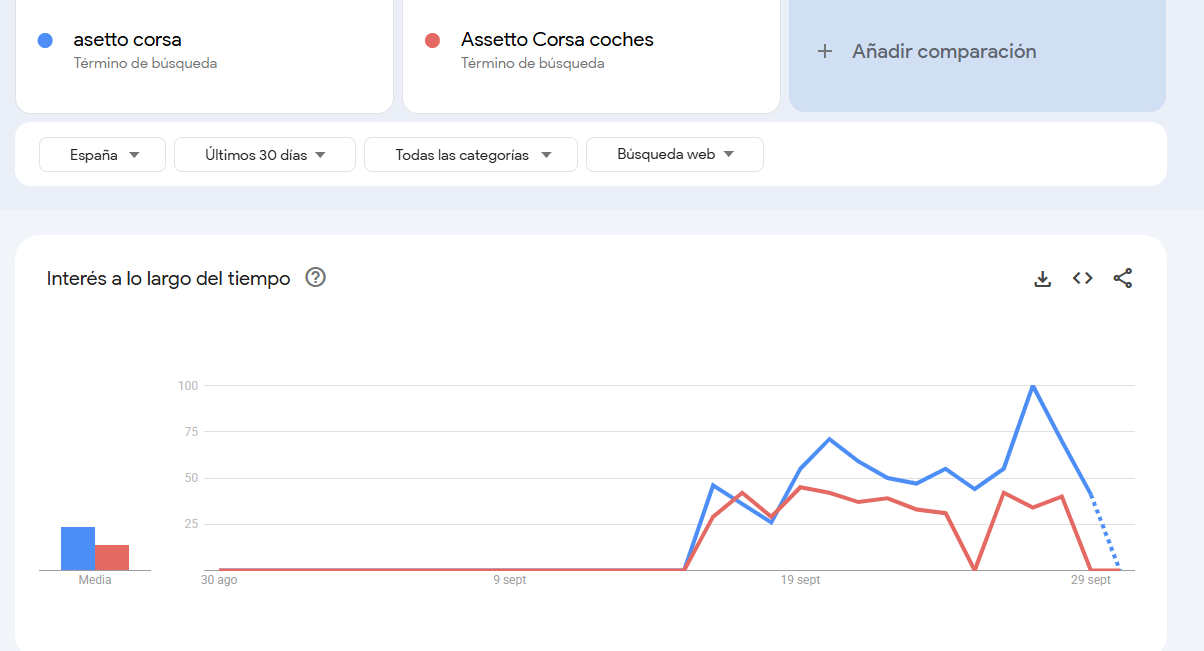 asetto corsa
Término de búsqueda
Assetto Corsa coches
Término de búsqueda
+ Añadir comparación
España
Últimos 30 días
Todas las categorías
Búsqueda web
Interés a lo largo del tiempo
100
75
50
25
Media
30 ago
9 sept
19 sept
29 sept